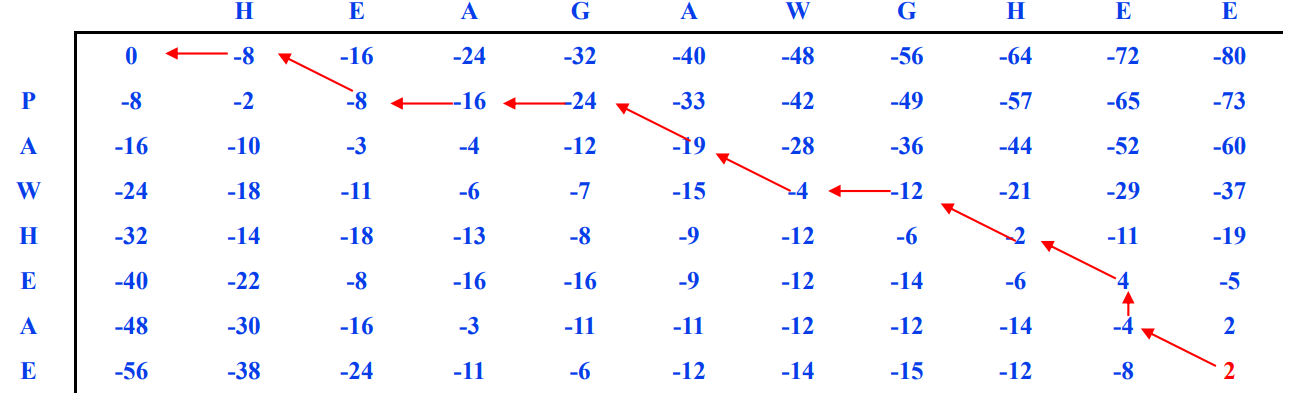 H E A G A W G H E E
0 -8 -16 -24 -32 -40 -48 -56 -64 -72 -80
P -8 -2 -8 -16 -24 -33 -42 -49 -57 -65 -73
A -16 -10 -3 -4 -12 -19 -28 -36 -44 -52 -60
W -24 -18 -11 -6 -7 -15 -4 -12 -21 -29 -37
H -32 -14 -18 -13 -8 -9 -12 -6 -2 -11 -19
E -40 -22 -8 -16 -16 -9 -12 -14 -6 4 -5
A -48 -30 -16 -3 -11 -11 -12 -12 -14 -4 2
E -56 -38 -24 -11 -6 -12 -14 -15 -12 -8 2